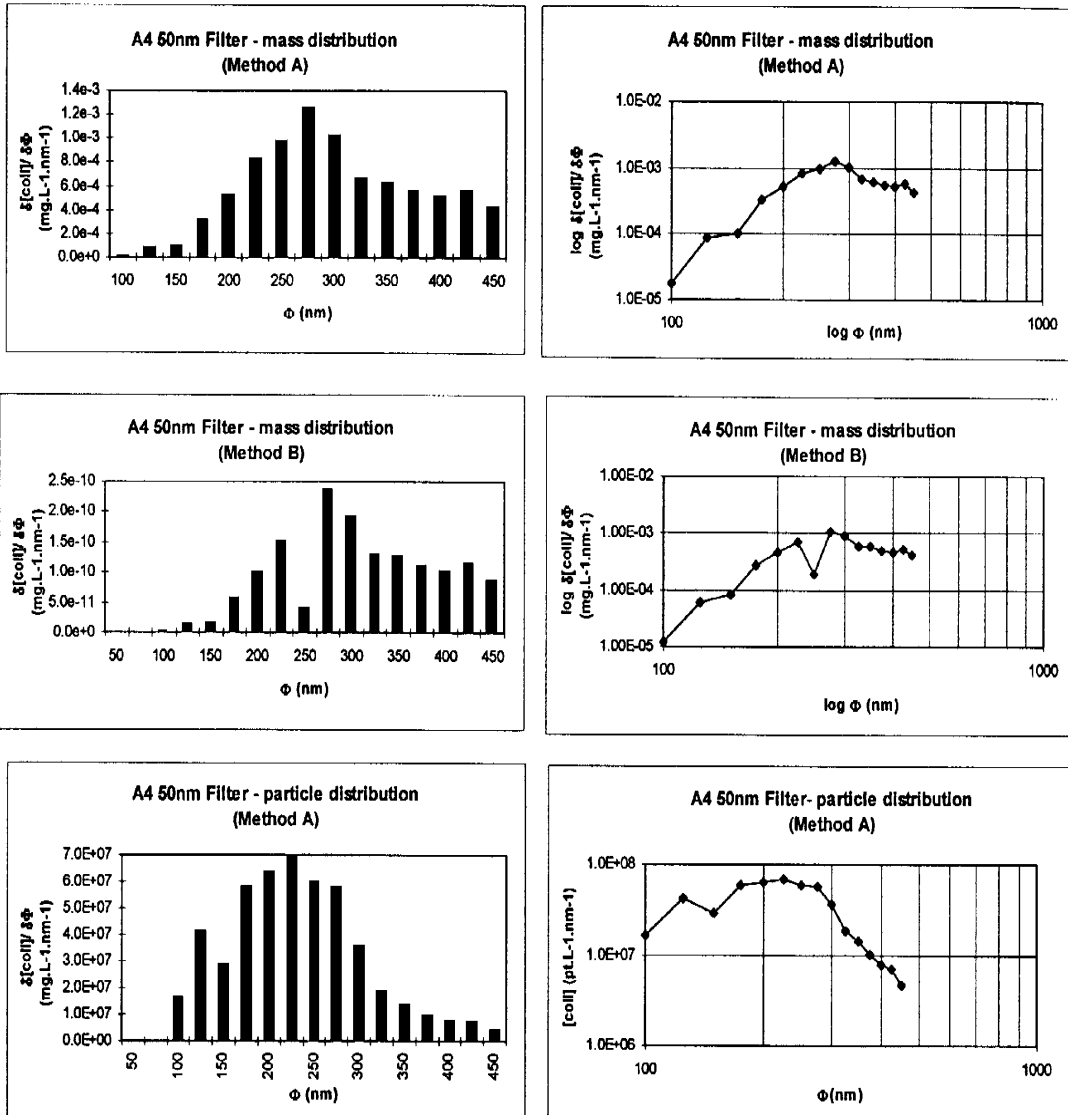 A4 50nm Filter - mass distribution
(Method A)
δ[coll]/ δΦ
(mg.L-1.nm-1)
1.4e-3
1.2e-3
1.0e-3
8.0e-4
6.0e-4
4.0e-4
2.0e-4
0.0e+0
100 150 200 250 300 350 400 450
Φ (nm)
A4 50nm Filter - mass distribution
(Method A)
log δ[coll]/ δΦ
(mg.L-1.nm-1)
1.0E-02
1.0E-03
1.0E-04
1.0E-05
100 1000
log Φ (nm)
A4 50nm Filter - mass distribution
(Method B)
δ[coll]/ δΦ
(mg.L-1.nm-1)
2.5e-10
2.0e-10
1.5e-10
1.0e-10
5.0e-11
0.0e+0
50 100 150 200 250 300 350 400 450
Φ (nm)
A4 50nm Filter - mass distribution
(Method B)
log δ[coll]/ δΦ
(mg.L-1.nm-1)
1.00E-02
1.00E-03
1.00E-04
1.00E-05
100 1000
log Φ (nm)
A4 50nm Filter - particle distribution
(Method A)
δ[coll]/ δΦ
(mg.L-1.nm-1)
7.0E+07
6.0E+07
5.0E+07
4.0E+07
3.0E+07
2.0E+07
1.0E+07
0.0E+00
50 100 150 200 250 300 350 400 450
Φ (nm)
A4 50nm Filter- particle distribution
(Method A)
[coll] (pt.L-1.nm-1)
1.0E+08
1.0E+07
1.0E+06
100 1000
Φ(nm)